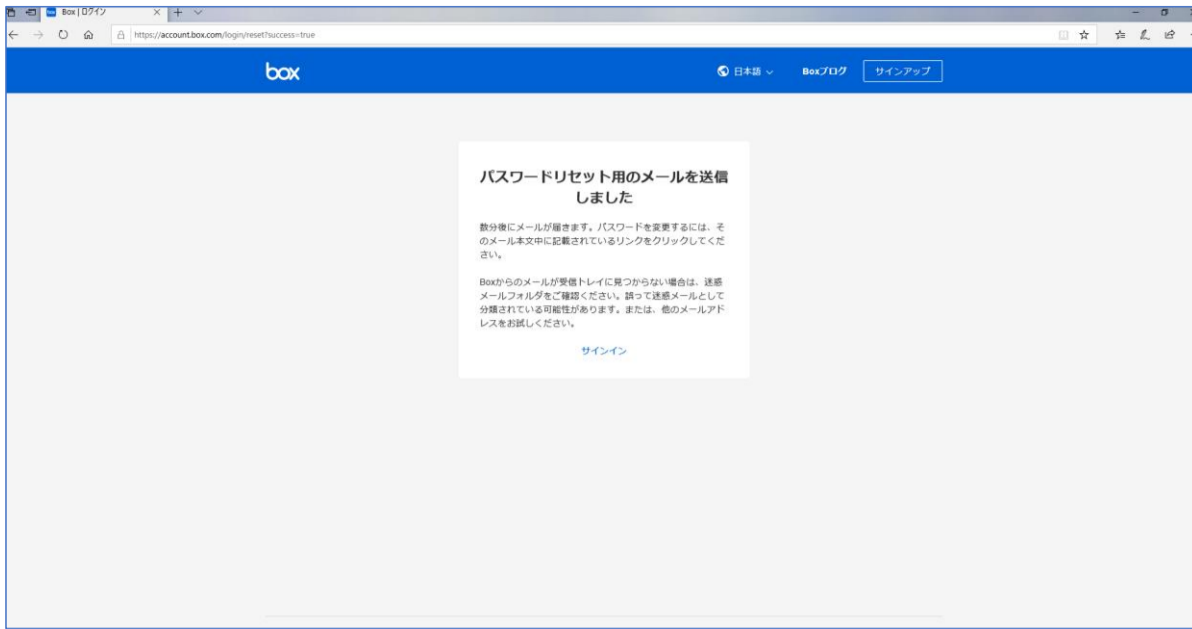 Box | ログイン
https://account.box.com/login/reset?success=true
box
日本語
Boxブログ
サインアップ
パスワードリセット用のメールを送信
しました
数分後にメールが届きます。パスワードを変更するには、そ
のメール本文中に記載されているリンクをクリックしてくだ
さい。
Boxからのメールが受信トレイに見つからない場合は、迷惑
メールフォルダをご確認ください。誤って迷惑メールとして
分類されている可能性があります。または、他のメールアド
レスをお試しください。
サインイン